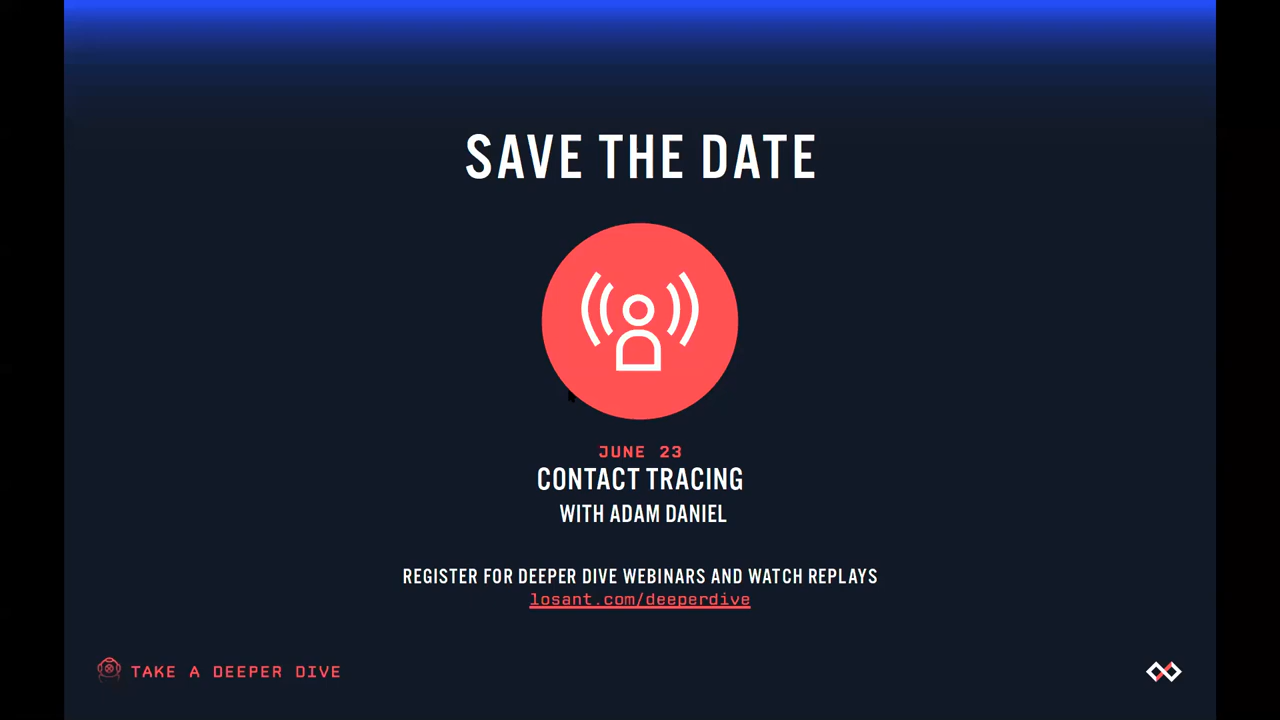 SAVE THE DATE
JUNE 23
CONTACT TRACING
WITH ADAM DANIEL
REGISTER FOR DEEPER DIVE WEBINARS AND WATCH REPLAYS
losant.com/deeperdive
TAKE A DEEPER DIVE